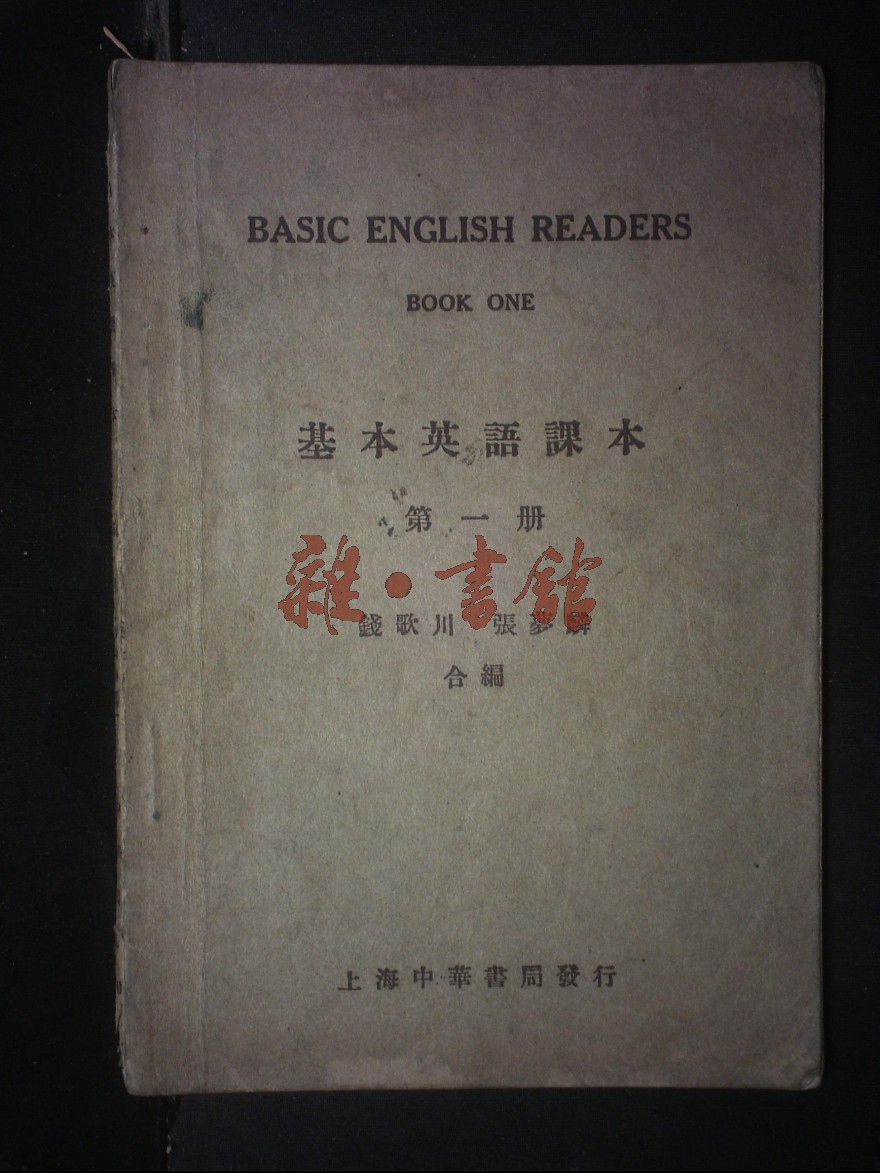 BASIC ENGLISH READERS
BOOK ONE
基本英語課本
第一册
雜·書館
錢歌川 張夢麟
合編
上海中華書局發行